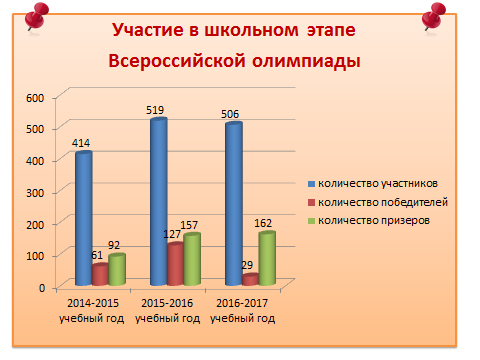 Участие в школьном этапе
Всероссийской олимпиады
600
500
400
300
200
100
0
414
61
92
519
127
157
506
29
162
2014-2015
учебный год
2015-2016
учебный год
2016-2017
учебный год
количество участников
количество победителей
количество призеров